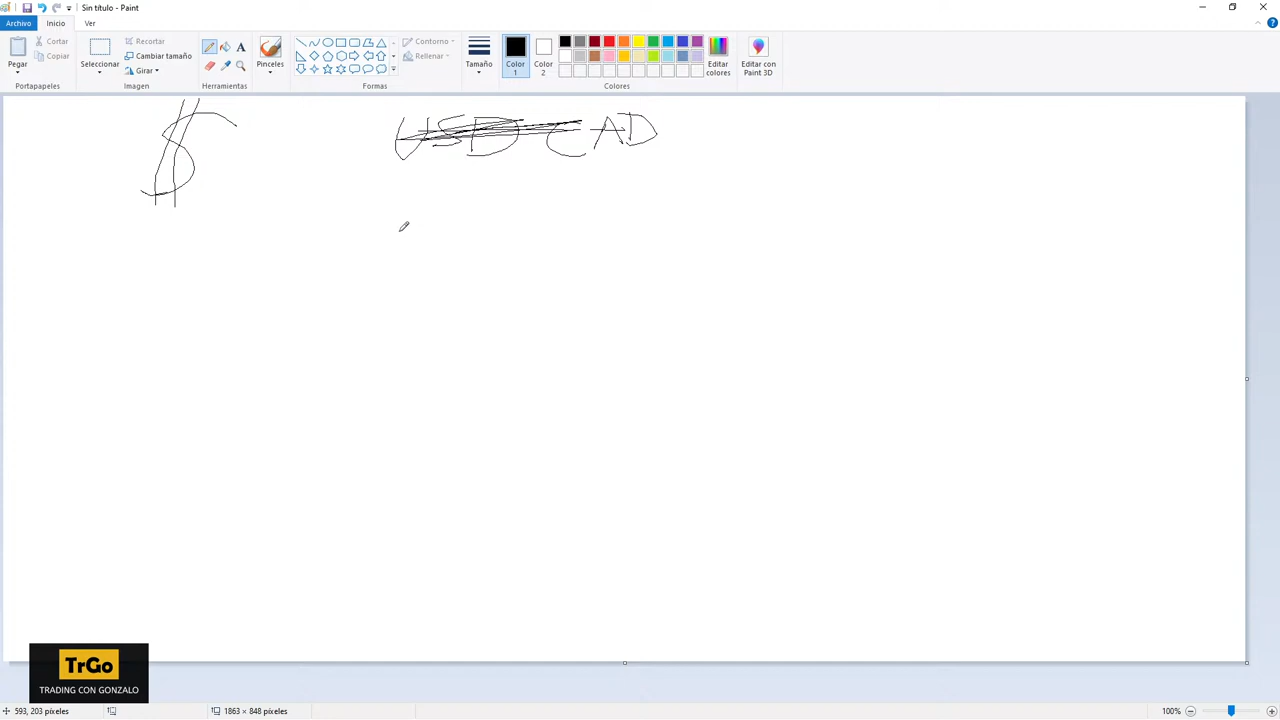 Sin título - Paint
Archivo Inicio Ver
Pegar
Cortar
Copiar
Portapapeles
Seleccionar
Recortar
Cambiar tamaño
Girar
Imagen
A
Herramientas
Pinceles
Contorno
Rellenar
Formas
Tamaño
Color 1
Color 2
Editar colores
Colores
Editar con Paint 3D
$ USD CAD
TrGo
TRADING CON GONZALO
593, 203 píxeles 1863 × 848 píxeles 100%